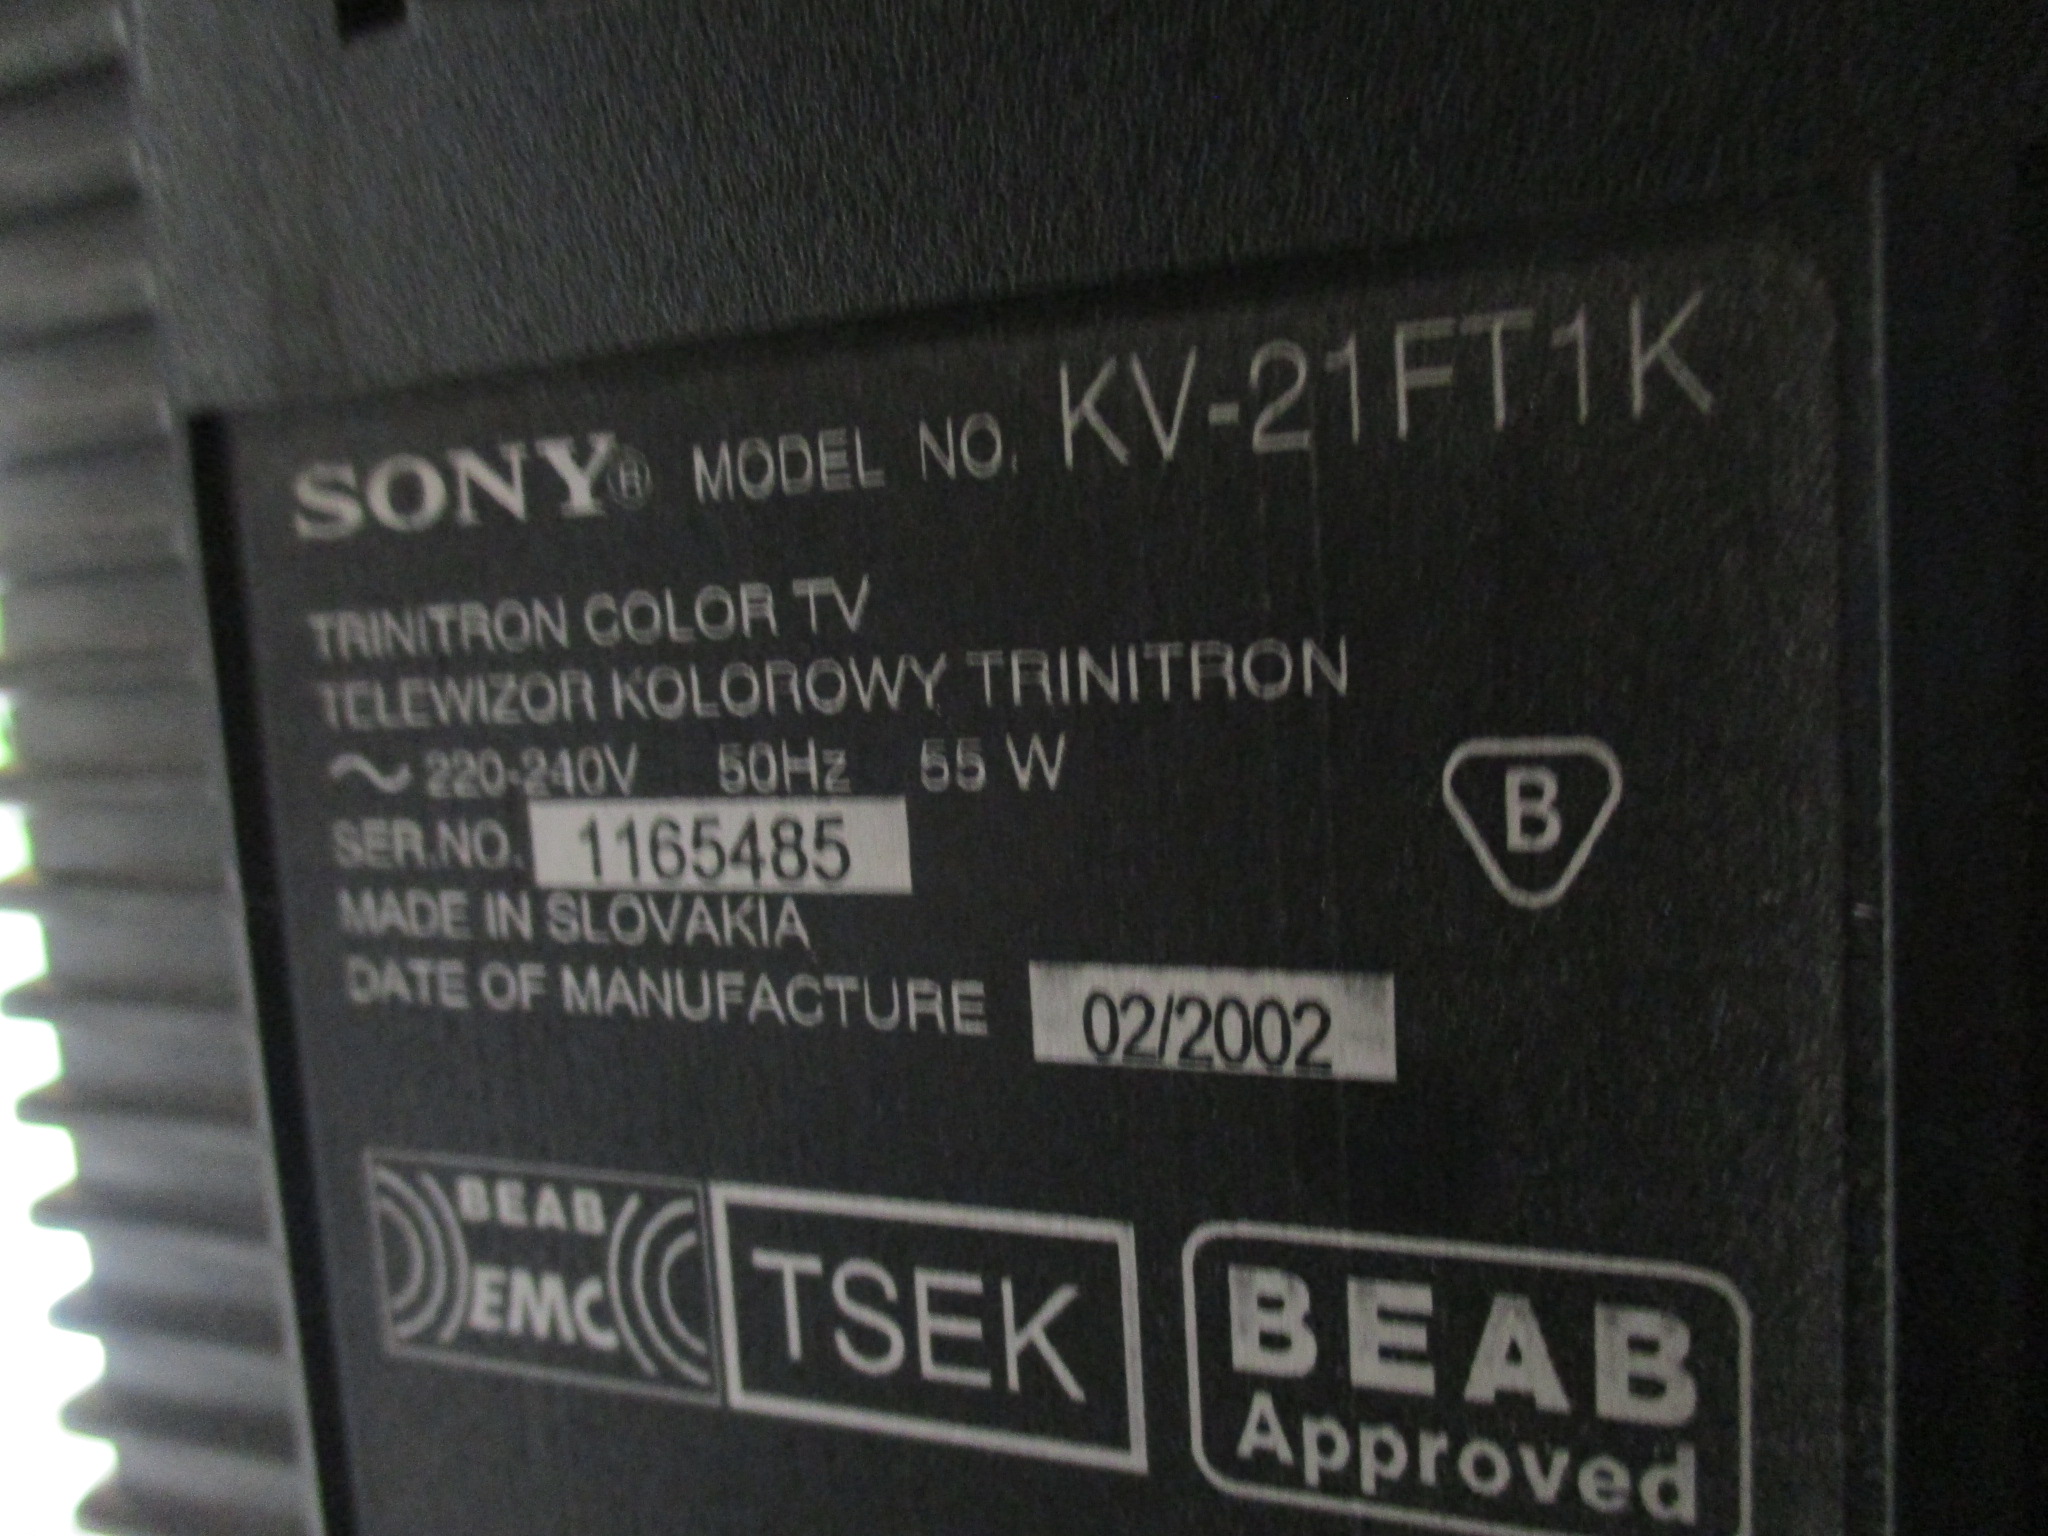 SONY® MODEL NO. KV-21FT1K
TRINITRON COLOR TV
TELEWIZOR KOLOROWY TRINITRON
~ 220-240V 50Hz 55 W
B
SER.NO. 1165485
MADE IN SLOVAKIA
DATE OF MANUFACTURE 02/2002
BEAB
EMC
TSEK
BEAB
Approved